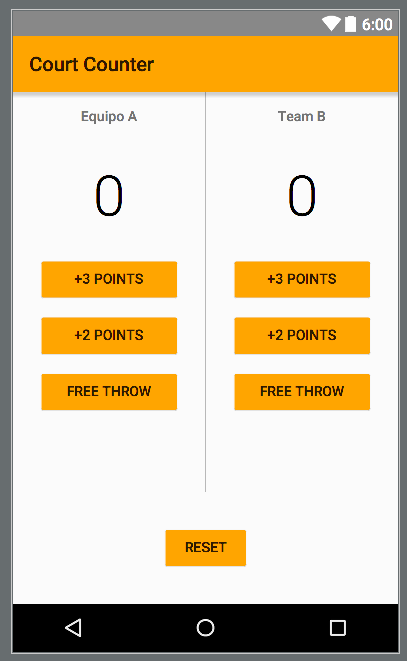 6:00
Court Counter
Equipo A
Team B
0
0
+3 POINTS
+3 POINTS
+2 POINTS
+2 POINTS
FREE THROW
FREE THROW
RESET